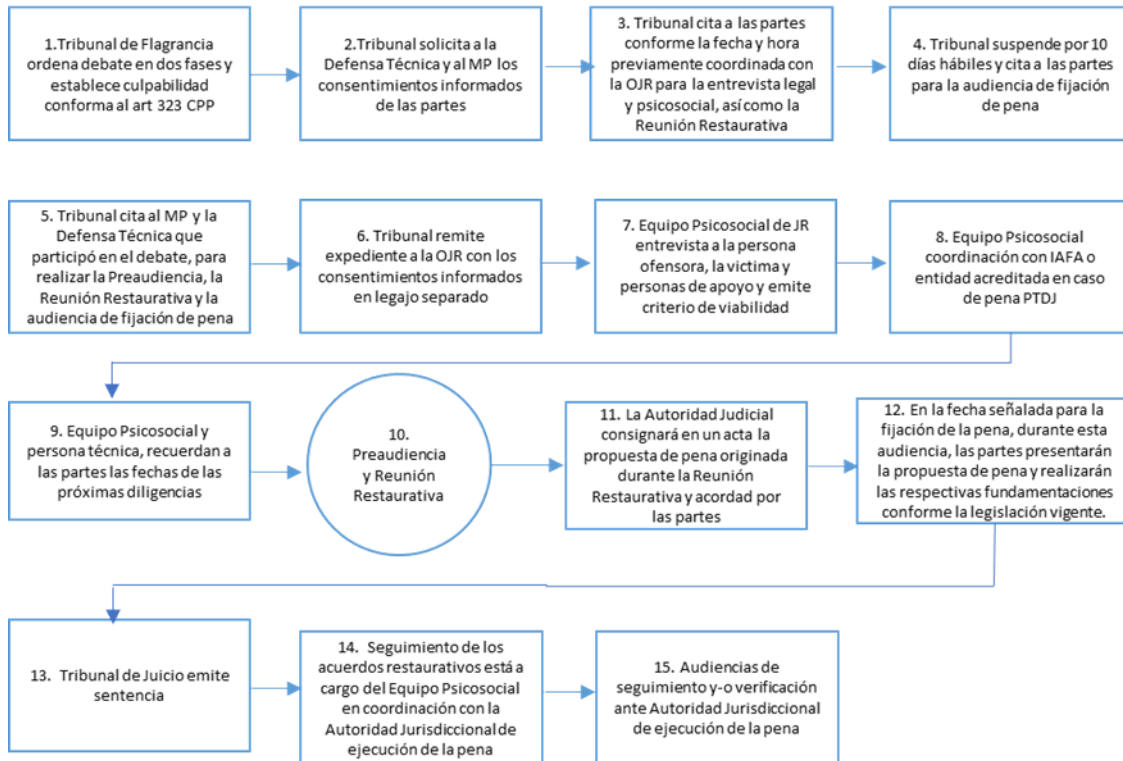 1.Tribunal de Flagrancia
ordena debate en dos fases y
establece culpabilidad
conforma al art 323 CPP
2.Tribunal solicita a la
Defensa Técnica y al MP los
consentimientos informados
de las partes
3. Tribunal cita a las partes
conforme la fecha y hora
previamente coordinada con
la OJR para la entrevista legal
y psicosocial, así como la
Reunión Restaurativa
4. Tribunal suspende por 10
días hábiles y cita a las partes
para la audiencia de fijación
de pena
5. Tribunal cita al MP y la
Defensa Técnica que
participó en el debate, para
realizar la Preaudiencia, la
Reunión Restaurativa y la
audiencia de fijación de pena
6. Tribunal remite
expediente a la OJR con los
consentimientos informados
en legajo separado
7. Equipo Psicosocial de JR
entrevista a la persona
ofensora, la victima y
personas de apoyo y emite
criterio de viabilidad
8. Equipo Psicosocial
coordinación con IAFA o
entidad acreditada en caso
de pena PTDJ
9. Equipo Psicosocial y
persona técnica, recuerdan a
las partes las fechas de las
próximas diligencias
10.
Preaudiencia
y Reunión
Restaurativa
11. La Autoridad Judicial
consignará en un acta la
propuesta de pena originada
durante la Reunión
Restaurativa y acordad por
las partes
12. En la fecha señalada para la
fijación de la pena, durante esta
audiencia, las partes presentarán
la propuesta de pena y realizarán
las respectivas fundamentaciones
conforme la legislación vigente.
13. Tribunal de Juicio emite
sentencia
14. Seguimiento de los
acuerdos restaurativos está a
cargo del Equipo Psicosocial
en coordinación con la
Autoridad Jurisdiccional de
ejecución de la pena
15. Audiencias de
seguimiento y-o verificación
ante Autoridad Jurisdiccional
de ejecución de la pena